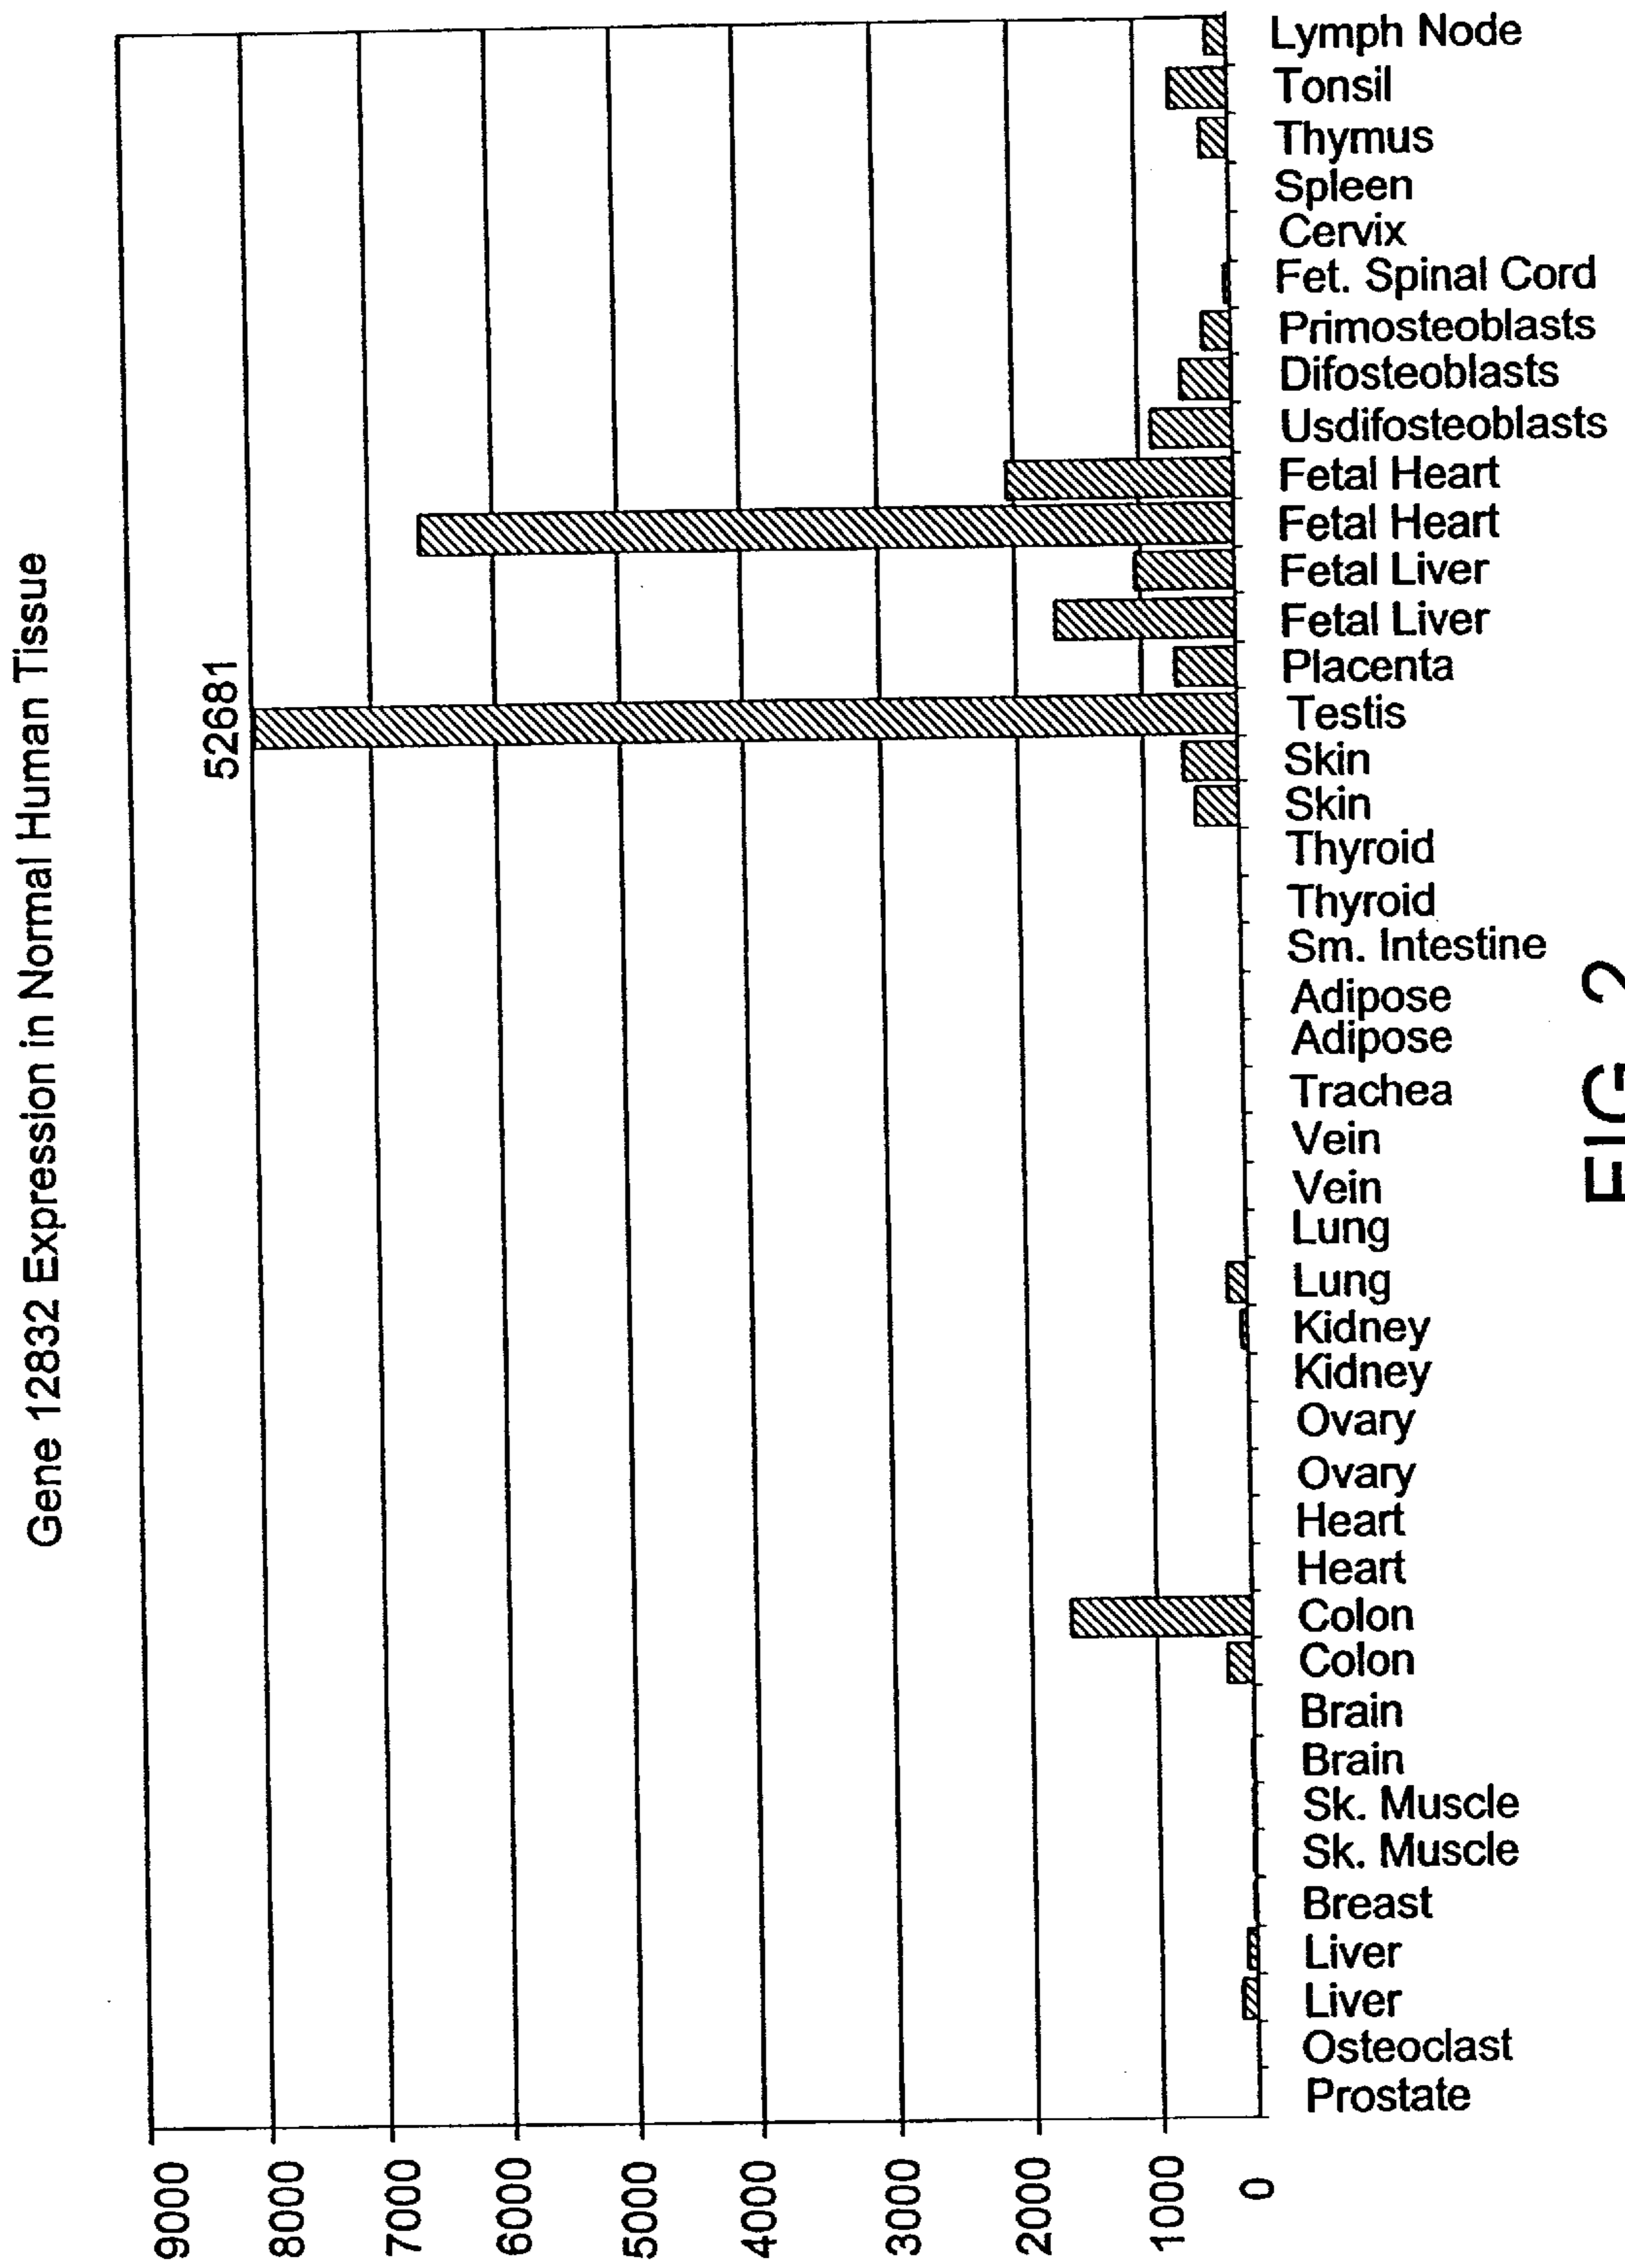 Gene 12832 Expression in Normal Human Tissue
52681
9000
8000
7000
6000
5000
4000
3000
2000
1000
0
Prostate
Osteoclast
Liver
Liver
Breast
Sk. Muscle
Sk. Muscle
Brain
Brain
Colon
Colon
Heart
Heart
Ovary
Ovary
Kidney
Kidney
Lung
Lung
Vein
Vein
Trachea
Adipose
Adipose
Sm. Intestine
Thyroid
Thyroid
Skin
Skin
Testis
Placenta
Fetal Liver
Fetal Liver
Fetal Heart
Fetal Heart
Usdifosteoblasts
Difosteoblasts
Primosteoblasts
Fet. Spinal Cord
Cervix
Spleen
Thymus
Tonsil
Lymph Node
FIG. 2